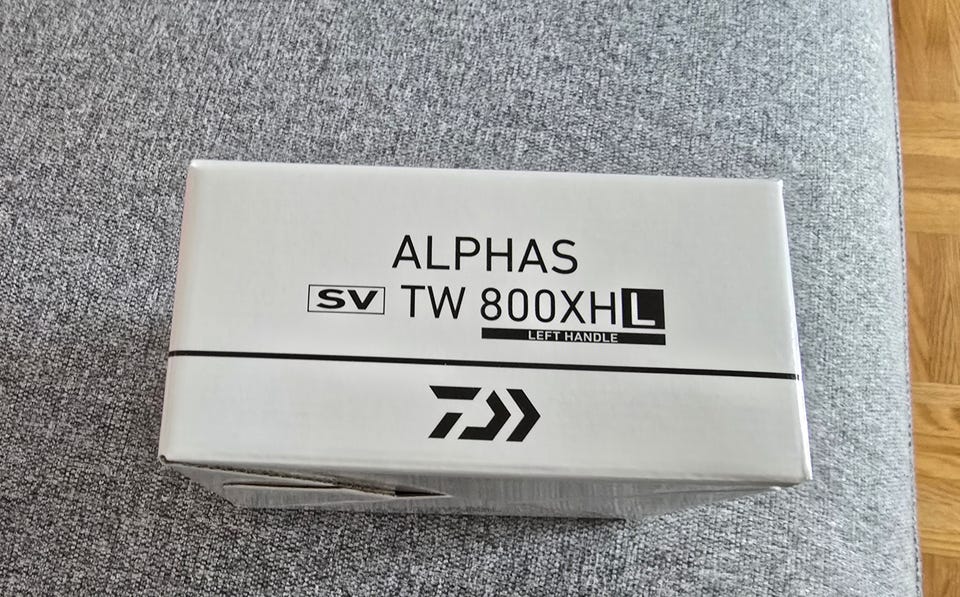 ALPHAS
SV TW 800XHL
LEFT HANDLE